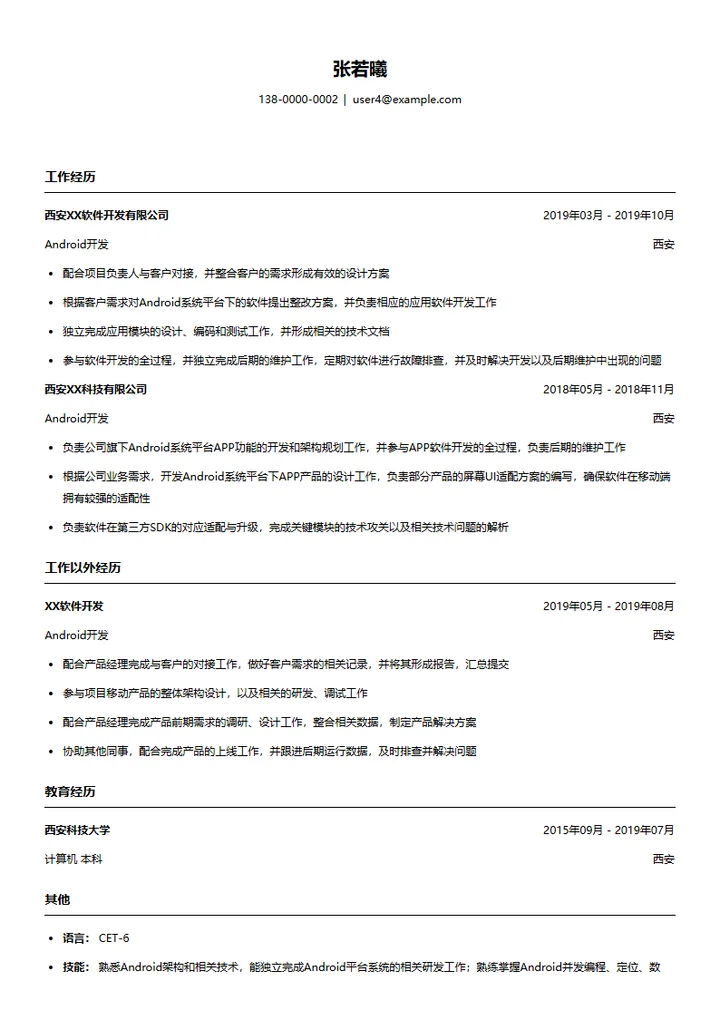 张若曦
138-0000-0002 | user4@example.com
工作经历
西安XX软件开发有限公司 2019年03月 - 2019年10月
Android开发 西安
• 配合项目负责人与客户对接，并整合客户的需求形成有效的设计方案
• 根据客户需求对Android系统平台下的软件提出整改方案，并负责相应的应用软件开发工作
• 独立完成应用模块的设计、编码和测试工作，并形成相关的技术文档
• 参与软件开发的全过程，并独立完成后期的维护工作，定期对软件进行故障排查，并及时解决开发以及后期维护中出现的问题
西安XX科技有限公司 2018年05月 - 2018年11月
Android开发 西安
• 负责公司旗下Android系统平台APP功能的开发和架构规划工作，并参与APP软件开发的全过程，负责后期的维护工作
• 根据公司业务需求，开发Android系统平台下APP产品的设计工作，负责部分产品的屏幕UI适配方案的编写，确保软件在移动端
拥有较强的适配性
• 负责软件在第三方SDK的对应适配与升级，完成关键模块的技术攻关以及相关技术问题的解析
工作以外经历
XX软件开发 2019年05月 - 2019年08月
Android开发 西安
• 配合产品经理完成与客户的对接工作，做好客户需求的相关记录，并将其形成报告，汇总提交
• 参与项目移动产品的整体架构设计，以及相关的研发、调试工作
• 配合产品经理完成产品前期需求的调研、设计工作，整合相关数据，制定产品解决方案
• 协助其他同事，配合完成产品的上线工作，并跟进后期运行数据，及时排查并解决问题
教育经历
西安科技大学 2015年09月 - 2019年07月
计算机 本科 西安
其他
• 语言： CET-6
• 技能： 熟悉Android架构和相关技术，能独立完成Android平台系统的相关研发工作；熟练掌握Android并发编程、定位、数